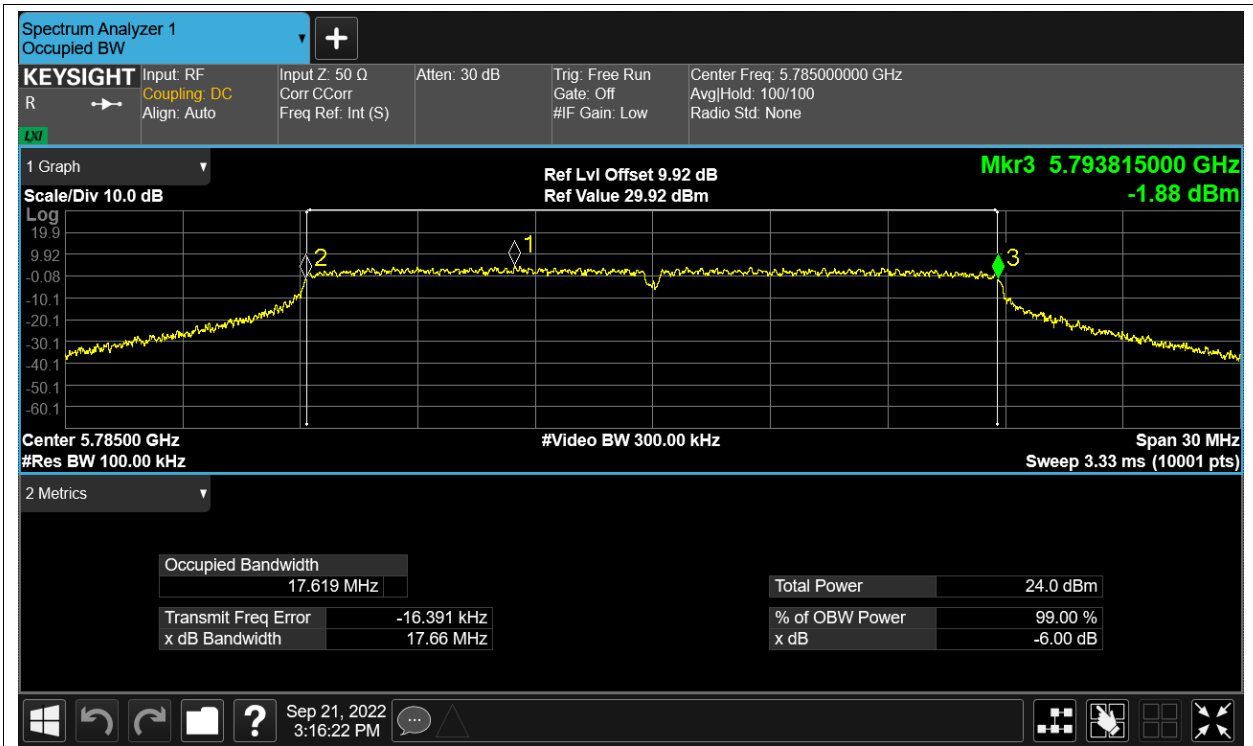 Spectrum Analyzer 1
Occupied BW
KEYSIGHT
R
LXI
Input: RF
Coupling: DC
Align: Auto
Input Z: 50 Ω
Corr CCorr
Freq Ref: Int (S)
Atten: 30 dB
Trig: Free Run
Gate: Off
#IF Gain: Low
Center Freq: 5.785000000 GHz
Avg|Hold: 100/100
Radio Std: None
1 Graph
Scale/Div 10.0 dB
Ref Lvl Offset 9.92 dB
Ref Value 29.92 dBm
Mkr3 5.793815000 GHz
-1.88 dBm
Log
19.9
9.92
-0.08
-10.1
-20.1
-30.1
-40.1
-50.1
-60.1
2
1
3
Center 5.78500 GHz
#Video BW 300.00 kHz
Span 30 MHz
#Res BW 100.00 kHz
Sweep 3.33 ms (10001 pts)
2 Metrics
Occupied Bandwidth
17.619 MHz
Transmit Freq Error -16.391 kHz
x dB Bandwidth 17.66 MHz
Total Power 24.0 dBm
% of OBW Power 99.00 %
x dB -6.00 dB
?
Sep 21, 2022
3:16:22 PM